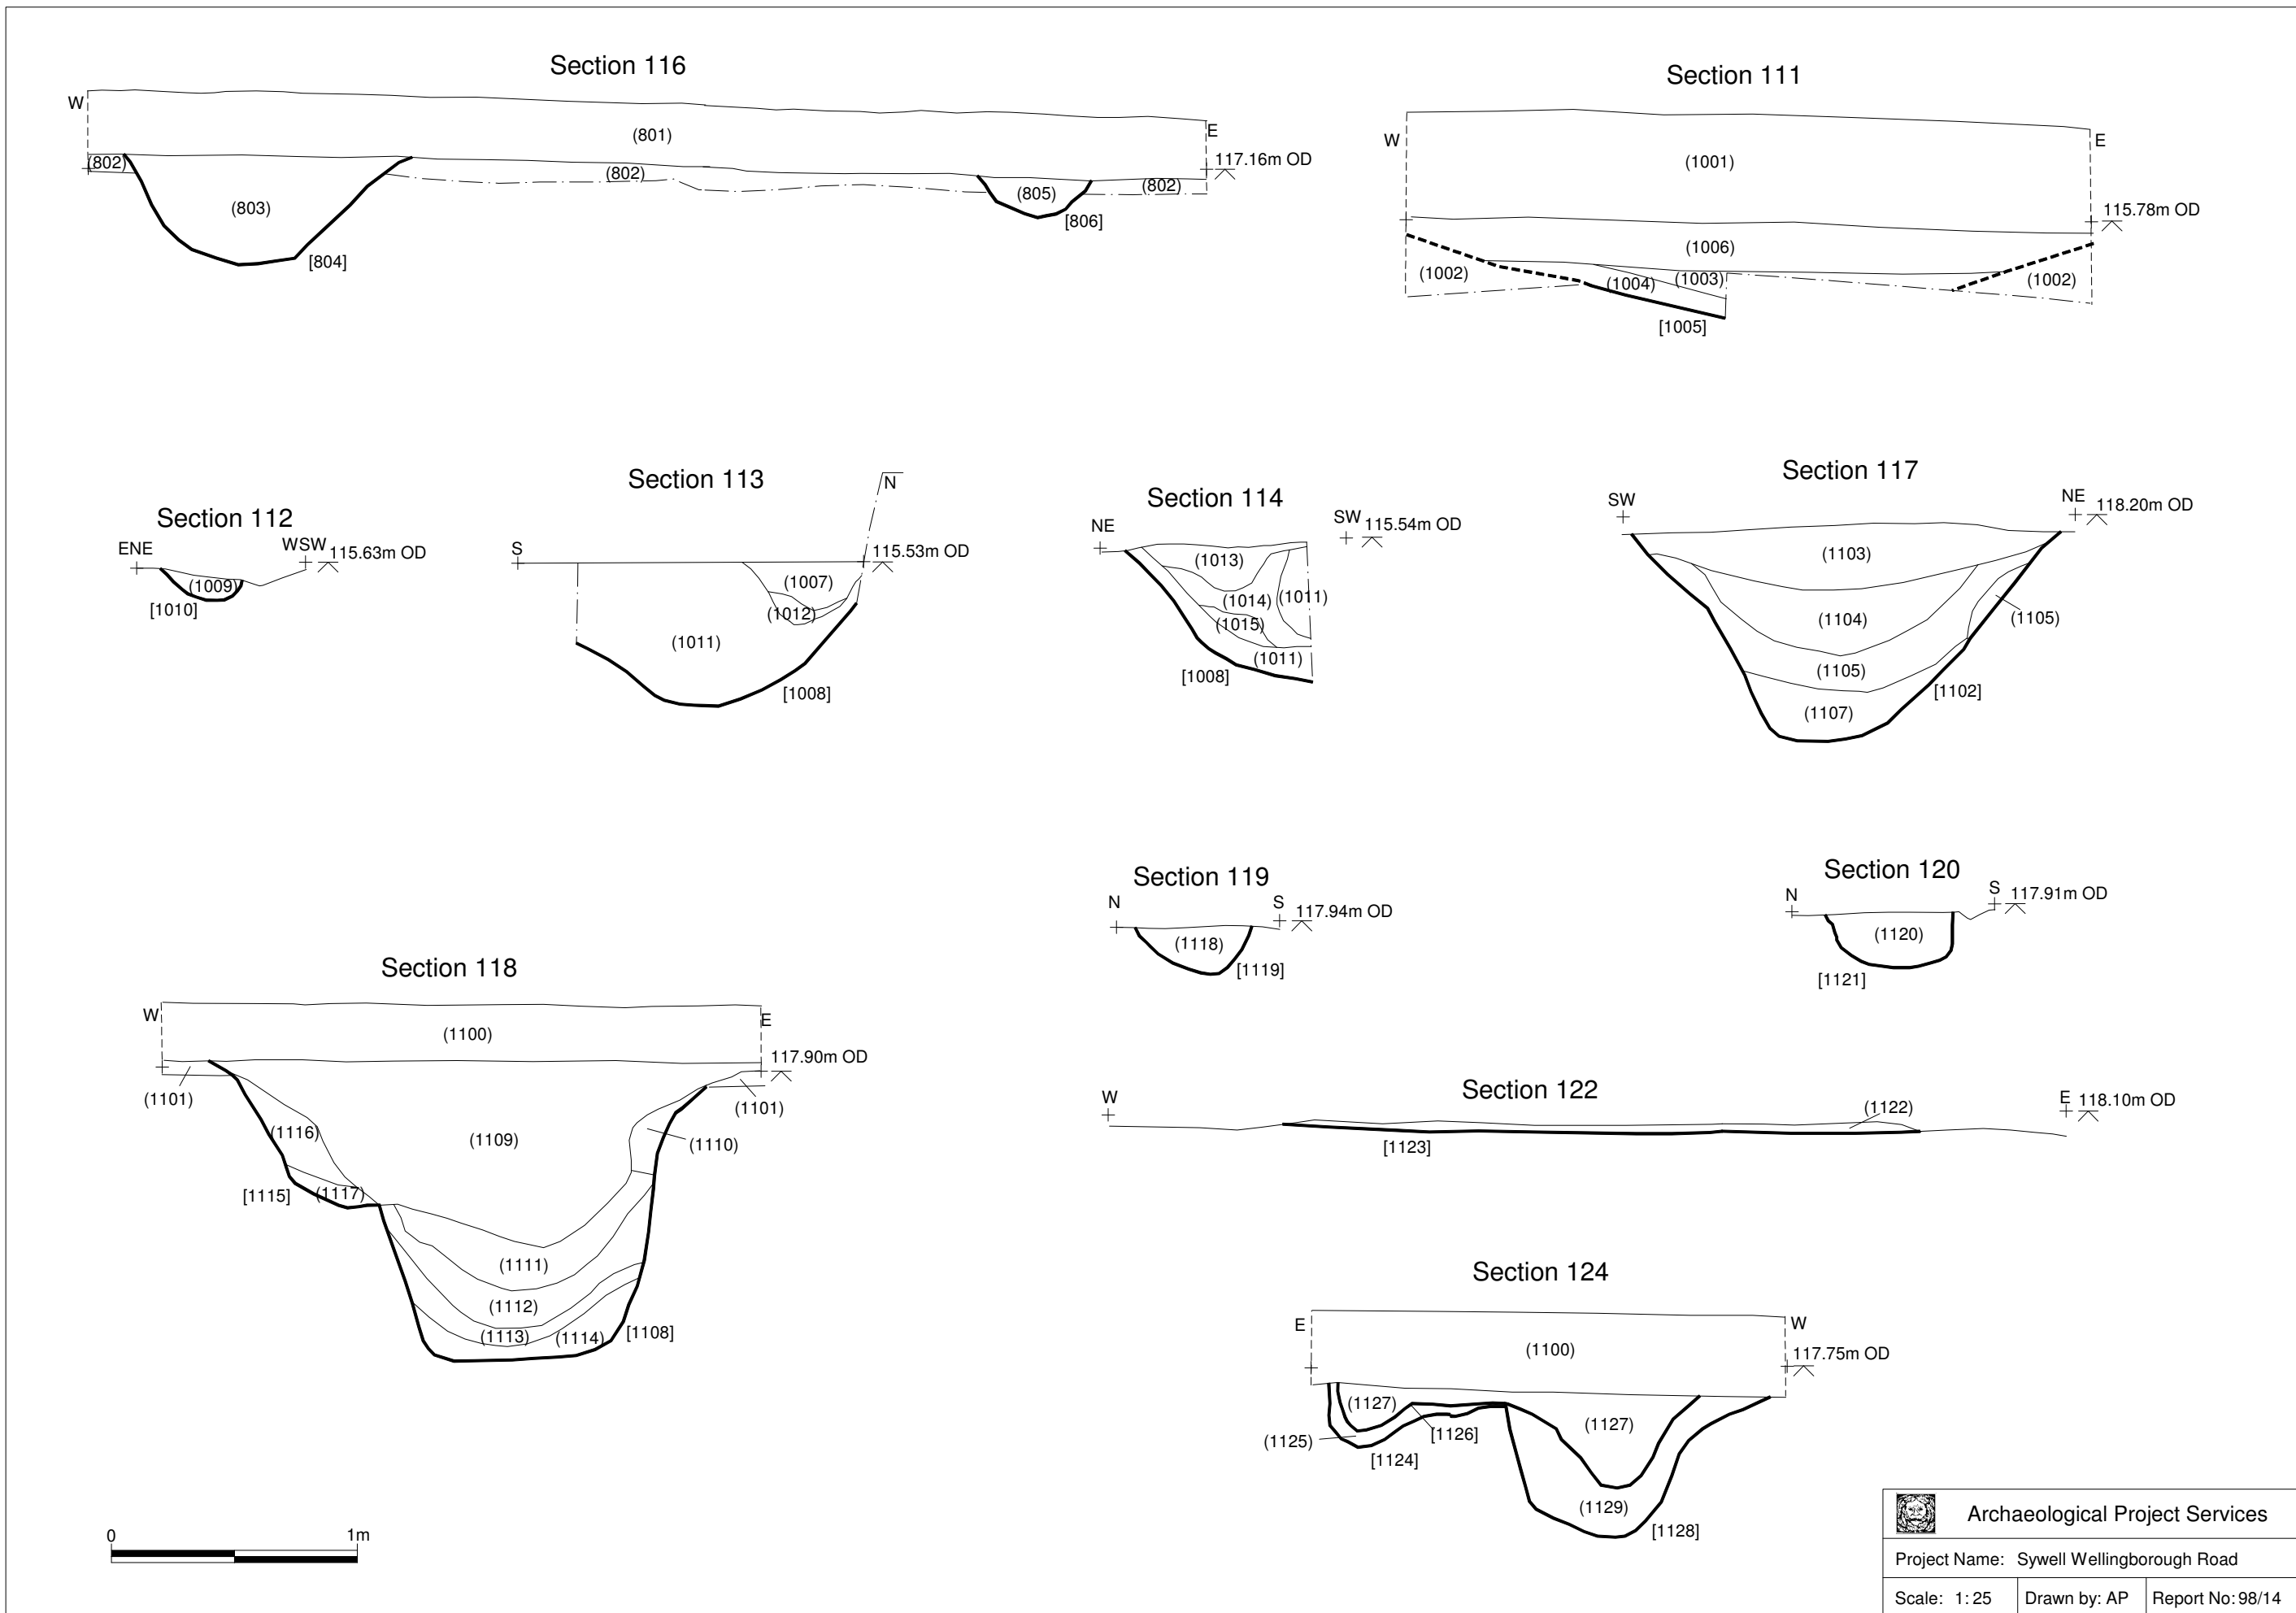 Section 116
W
(801)
E
117.16m OD
(802)
(802)
(802)
(803)
(805)
[806]
[804]
Section 111
W
E
(1001)
115.78m OD
(1006)
(1002)
(1003)
(1004)
(1002)
[1005]
Section 112
ENE
WSW
115.63m OD
(1009)
[1010]
Section 113
N
S
115.53m OD
(1007)
(1012)
(1011)
[1008]
Section 114
NE
SW
115.54m OD
(1013)
(1014)
(1011)
(1015)
(1011)
[1008]
Section 117
SW
NE
118.20m OD
(1103)
(1104)
(1105)
(1105)
[1102]
(1107)
Section 118
W
E
(1100)
117.90m OD
(1101)
(1101)
(1116)
(1109)
(1110)
[1115]
(1117)
(1111)
(1112)
(1113)
(1114)
[1108]
Section 119
N
S
117.94m OD
(1118)
[1119]
Section 120
N
S
117.91m OD
(1120)
[1121]
Section 122
W
E
118.10m OD
(1122)
[1123]
Section 124
E
W
(1100)
117.75m OD
(1127)
(1127)
(1125)
[1126]
[1124]
(1129)
[1128]
0
1m
Archaeological Project Services
Project Name: Sywell Wellingborough Road
Scale: 1:25
Drawn by: AP
Report No: 98/14